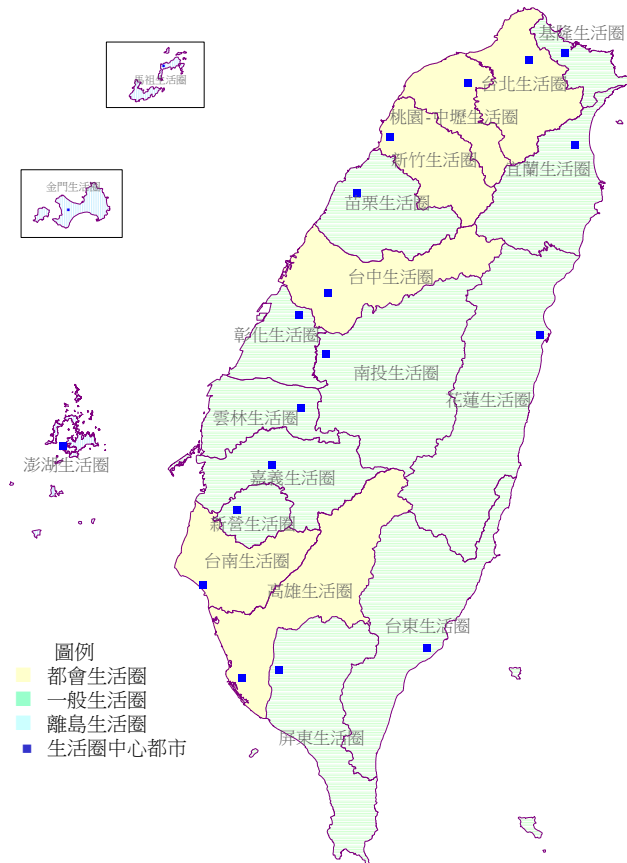 基隆生活圈
馬祖生活圈
台北生活圈
桃園-中壢生活圈
新竹生活圈
宜蘭生活圈
金門生活圈
苗栗生活圈
台中生活圈
彰化生活圈
南投生活圈
花蓮生活圈
雲林生活圈
澎湖生活圈
嘉義生活圈
新營生活圈
台南生活圈
高雄生活圈
台東生活圈
屏東生活圈
圖例
都會生活圈
一般生活圈
離島生活圈
生活圈中心都市